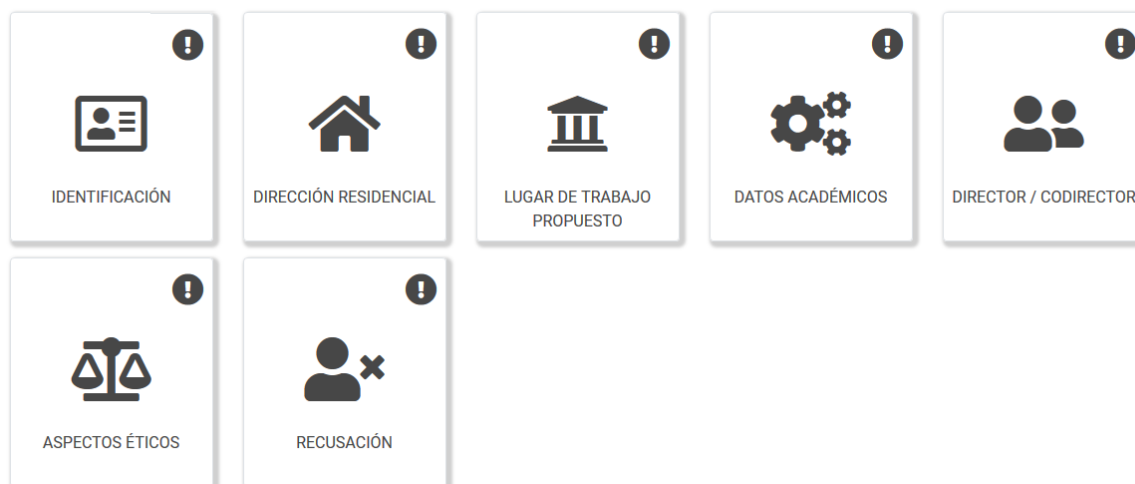 IDENTIFICACIÓN
DIRECCIÓN RESIDENCIAL
LUGAR DE TRABAJO
PROPUESTO
DATOS ACADÉMICOS
DIRECTOR / CODIRECTOR
ASPECTOS ÉTICOS
RECUSACIÓN